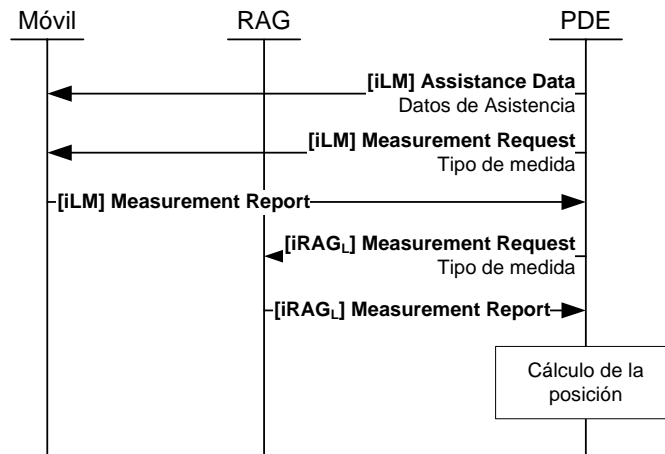 Móvil RAG PDE
[iLM] Assistance Data
Datos de Asistencia
[iLM] Measurement Request
Tipo de medida
[iLM] Measurement Report
[iRAGL] Measurement Request
Tipo de medida
[iRAGL] Measurement Report
Cálculo de la
posición